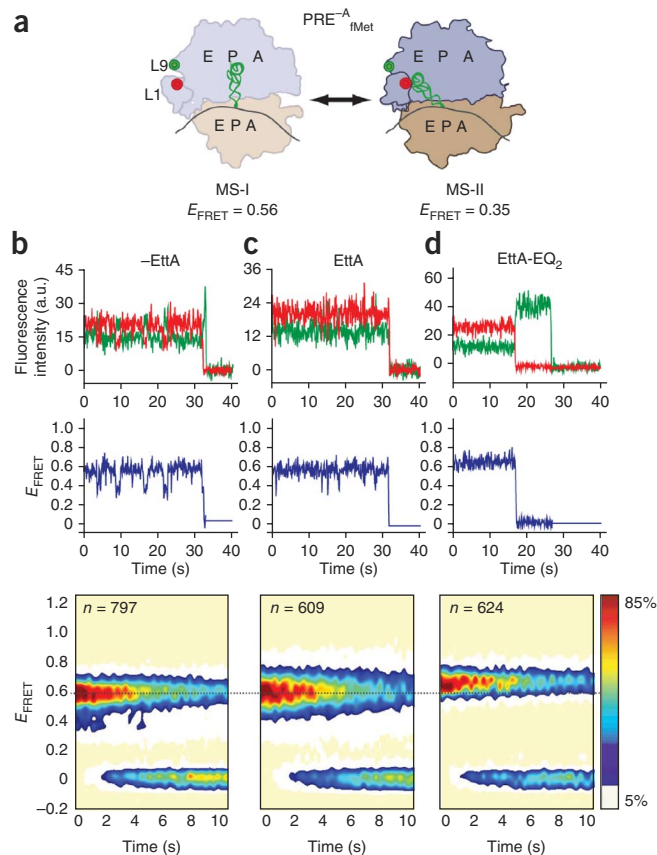 a
PRE⁻ᴬfMet
L9
L1
E P A
E P A
E P A
E P A
MS-I
MS-II
E_FRET = 0.56
E_FRET = 0.35
b
c
d
–EttA
EttA
EttA-EQ₂
Fluorescence intensity (a.u.)
45
30
15
0
36
24
12
0
60
40
20
0
0 10 20 30 40
0 10 20 30 40
0 10 20 30 40
Time (s)
Time (s)
Time (s)
E_FRET
1.0
0.8
0.6
0.4
0.2
0
1.0
0.8
0.6
0.4
0.2
0
1.0
0.8
0.6
0.4
0.2
0
0 10 20 30 40
0 10 20 30 40
0 10 20 30 40
Time (s)
Time (s)
Time (s)
E_FRET
1.2
1.0
0.8
0.6
0.4
0.2
0
–0.2
n = 797
n = 609
n = 624
85%
5%
0 2 4 6 8 10
0 2 4 6 8 10
0 2 4 6 8 10
Time (s)
Time (s)
Time (s)